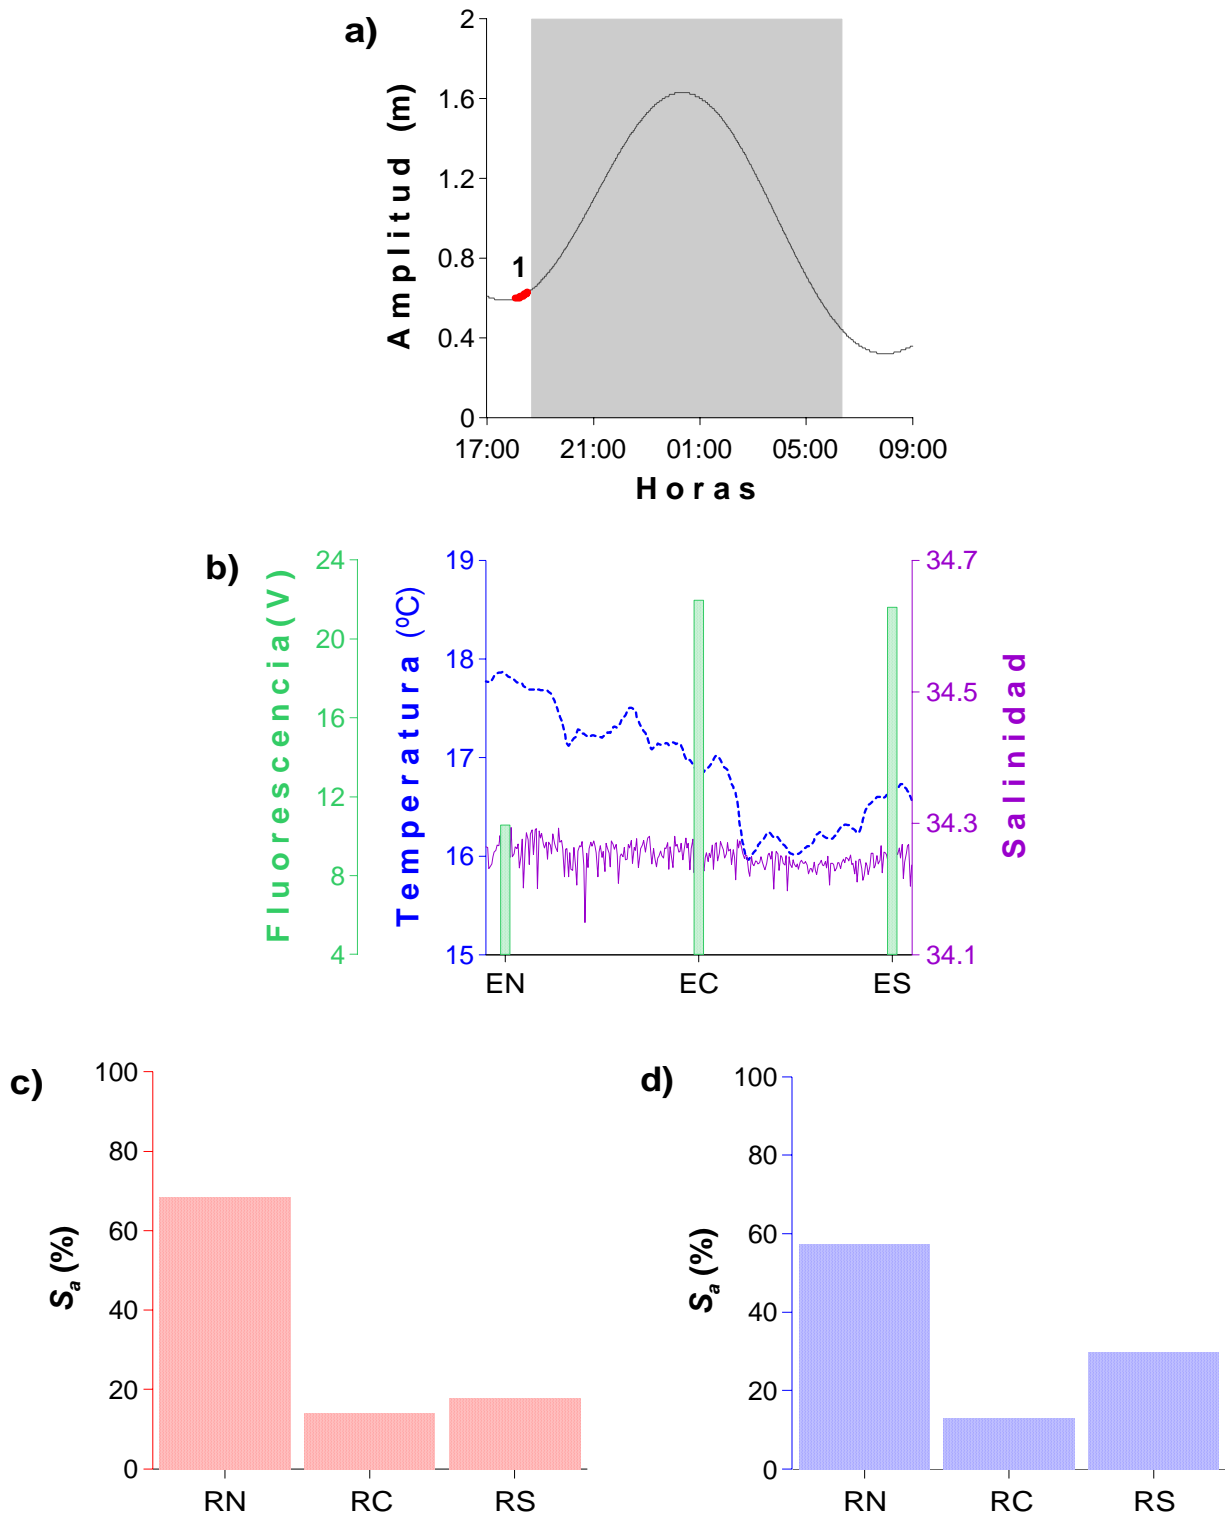 a)
Amplitud (m)
2
1.6
1.2
0.8
0.4
0
1
17:00 21:00 01:00 05:00 09:00
Horas
b)
Fluorescencia(V)
24
20
16
12
8
4
Temperatura (ºC)
19
18
17
16
15
34.7
34.5
34.3
34.1
Salinidad
EN EC ES
c)
Sa (%)
100
80
60
40
20
0
RN RC RS
d)
Sa (%)
100
80
60
40
20
0
RN RC RS